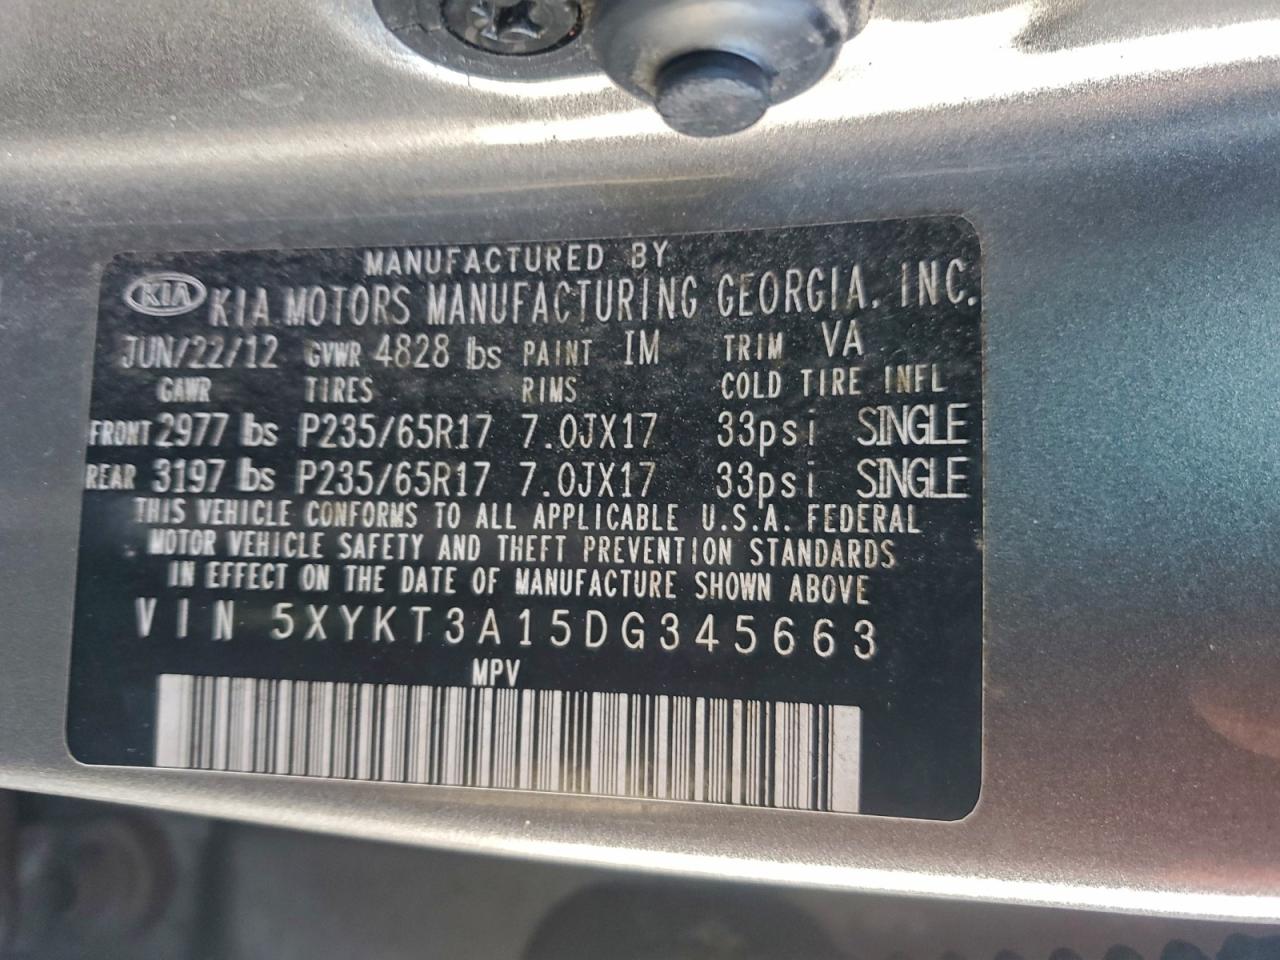 MANUFACTURED BY
KIA KIA MOTORS MANUFACTURING GEORGIA, INC.
JUN/22/12 GVWR 4828 lbs PAINT IM TRIM VA
GAWR TIRES RIMS COLD TIRE INFL
FRONT 2977 lbs P235/65R17 7.0JX17 33psi SINGLE
REAR 3197 lbs P235/65R17 7.0JX17 33psi SINGLE
THIS VEHICLE CONFORMS TO ALL APPLICABLE U.S.A. FEDERAL
MOTOR VEHICLE SAFETY AND THEFT PREVENTION STANDARDS
IN EFFECT ON THE DATE OF MANUFACTURE SHOWN ABOVE
VIN 5XYKT3A15DG345663
MPV